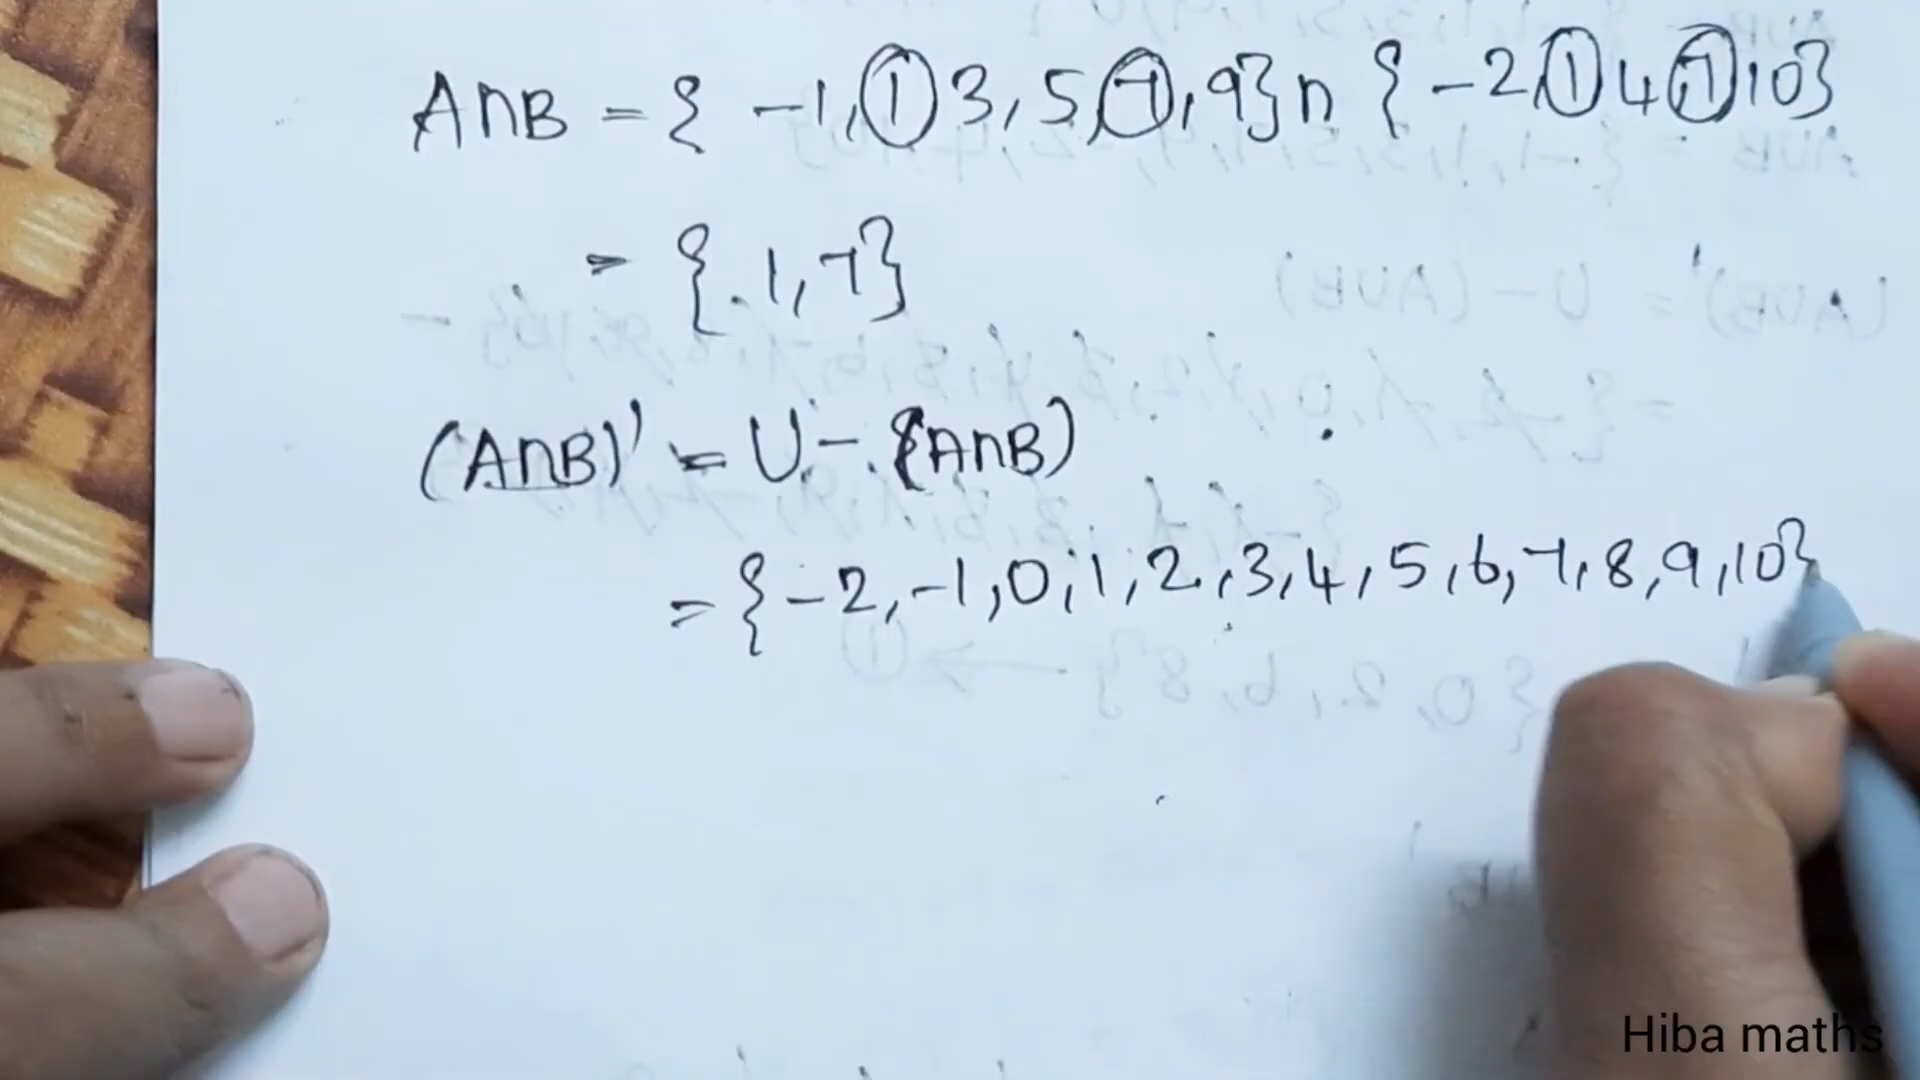 A∩B = { -1, 1 3, 5, 7, 9} ∩ { -2, 1 4, 7 10}
= { 1, 7}
(A∩B)' = U - (A∩B)
= { -2, -1, 0, 1, 2, 3, 4, 5, 6, 7, 8, 9, 10}
Hiba maths